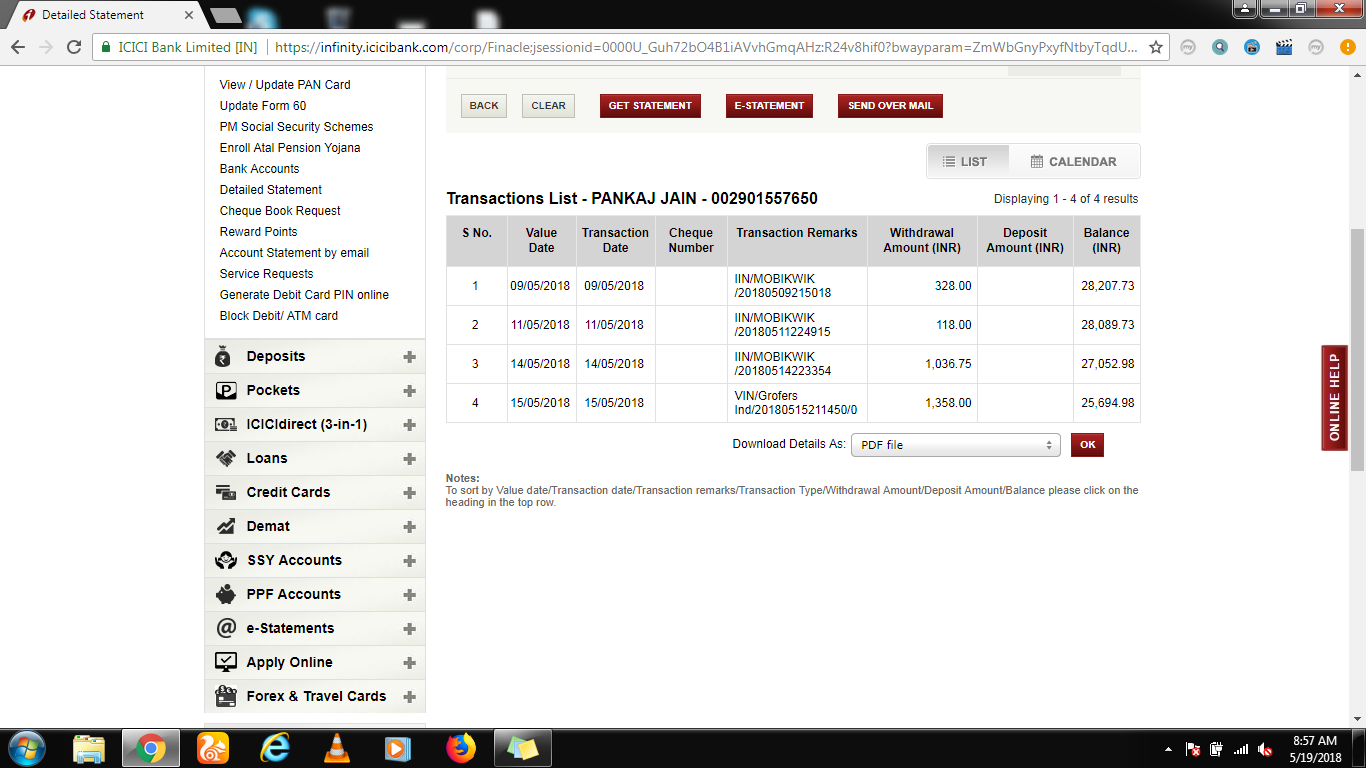 Detailed Statement
ICICI Bank Limited [IN] https://infinity.icicibank.com/corp/Finacle;jsessionid=0000U_Guh72bO4B1iAVvhGmqAHz:R24v8hif0?bwayparam=ZmWbGnyPxyfNtbyTqdU...
View / Update PAN Card
Update Form 60
PM Social Security Schemes
Enroll Atal Pension Yojana
Bank Accounts
Detailed Statement
Cheque Book Request
Reward Points
Account Statement by email
Service Requests
Generate Debit Card PIN online
Block Debit/ ATM card
Deposits
Pockets
ICICIdirect (3-in-1)
Loans
Credit Cards
Demat
SSY Accounts
PPF Accounts
e-Statements
Apply Online
Forex & Travel Cards
BACK CLEAR GET STATEMENT E-STATEMENT SEND OVER MAIL
LIST CALENDAR
Transactions List - PANKAJ JAIN - 002901557650 Displaying 1 - 4 of 4 results
S No. Value Date Transaction Date Cheque Number Transaction Remarks Withdrawal Amount (INR) Deposit Amount (INR) Balance (INR)
1 09/05/2018 09/05/2018 IIN/MOBIKWIK /20180509215018 328.00 28,207.73
2 11/05/2018 11/05/2018 IIN/MOBIKWIK /20180511224915 118.00 28,089.73
3 14/05/2018 14/05/2018 IIN/MOBIKWIK /20180514223354 1,036.75 27,052.98
4 15/05/2018 15/05/2018 VIN/Grofers Ind/20180515211450/0 1,358.00 25,694.98
Download Details As: PDF file OK
Notes:
To sort by Value date/Transaction date/Transaction remarks/Transaction Type/Withdrawal Amount/Deposit Amount/Balance please click on the
heading in the top row.
ONLINE HELP
8:57 AM
5/19/2018